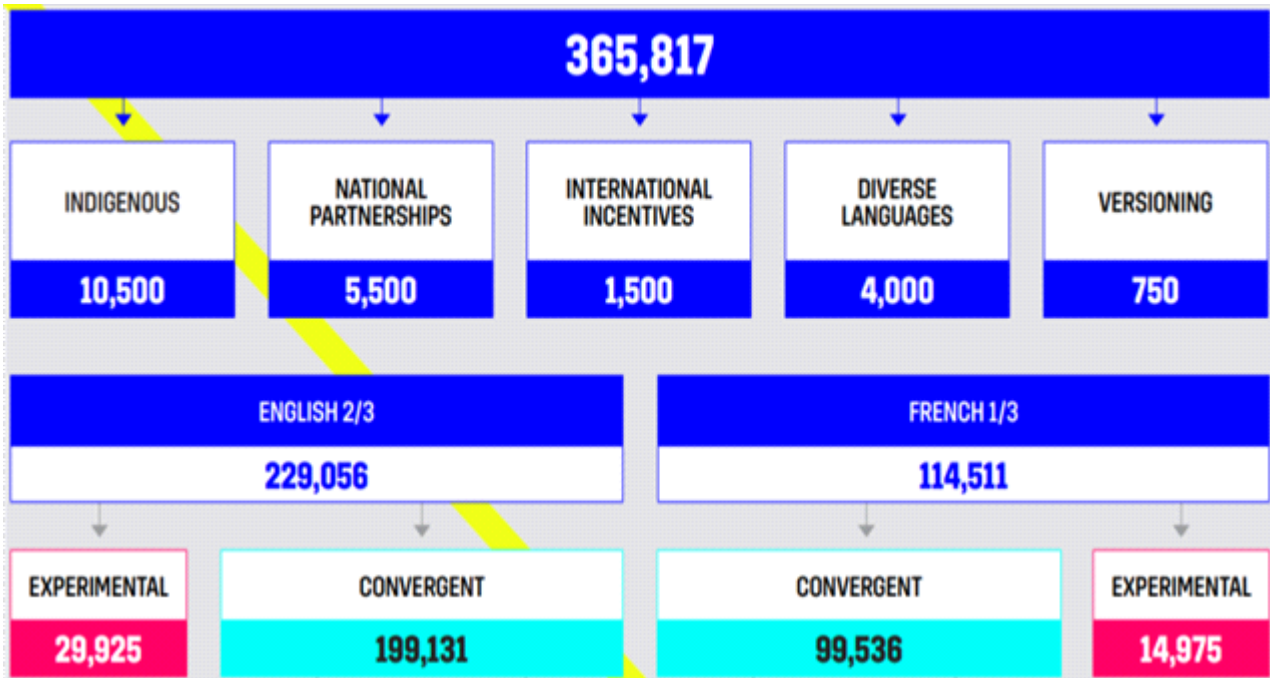 365,817
INDIGENOUS
10,500
NATIONAL
PARTNERSHIPS
5,500
INTERNATIONAL
INCENTIVES
1,500
DIVERSE
LANGUAGES
4,000
VERSIONING
750
ENGLISH 2/3
229,056
FRENCH 1/3
114,511
EXPERIMENTAL
29,925
CONVERGENT
199,131
CONVERGENT
99,536
EXPERIMENTAL
14,975